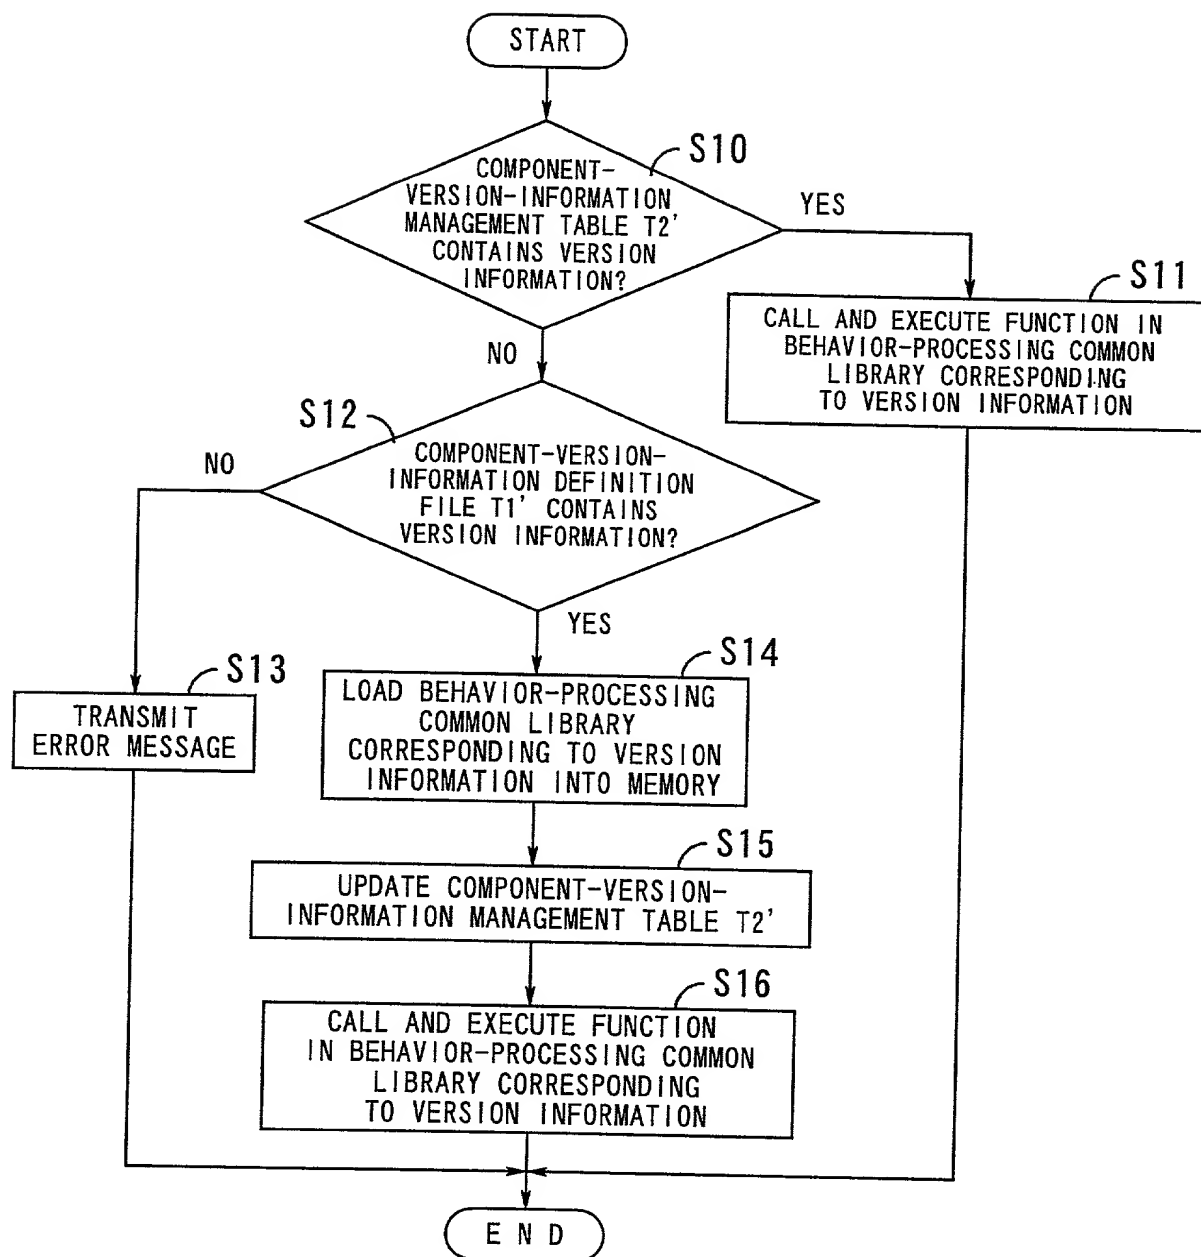 START
S10
COMPONENT-
VERSION-INFORMATION
MANAGEMENT TABLE T2'
CONTAINS VERSION
INFORMATION?
YES
NO
S11
CALL AND EXECUTE FUNCTION IN
BEHAVIOR-PROCESSING COMMON
LIBRARY CORRESPONDING
TO VERSION INFORMATION
S12
COMPONENT-VERSION-
INFORMATION DEFINITION
FILE T1' CONTAINS
VERSION INFORMATION?
NO
YES
S13
TRANSMIT
ERROR MESSAGE
S14
LOAD BEHAVIOR-PROCESSING
COMMON LIBRARY
CORRESPONDING TO VERSION
INFORMATION INTO MEMORY
S15
UPDATE COMPONENT-VERSION-
INFORMATION MANAGEMENT TABLE T2'
S16
CALL AND EXECUTE FUNCTION
IN BEHAVIOR-PROCESSING COMMON
LIBRARY CORRESPONDING
TO VERSION INFORMATION
END